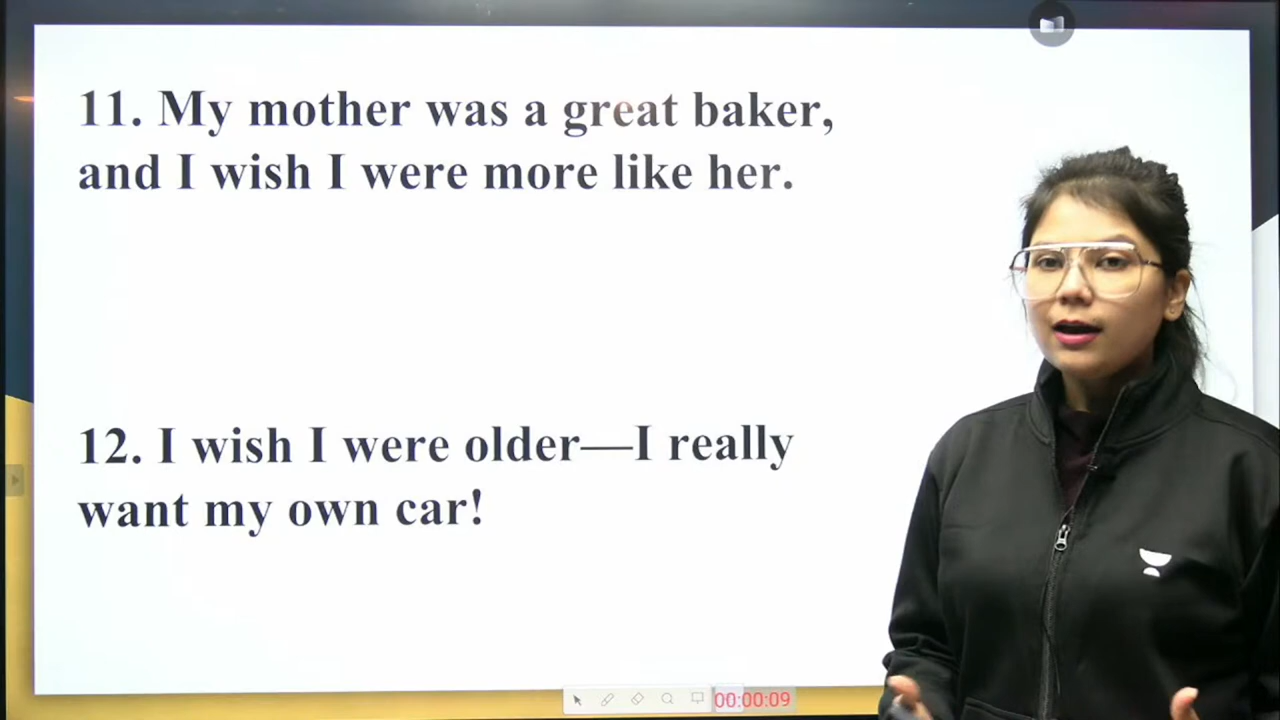 11. My mother was a great baker,
and I wish I were more like her.
12. I wish I were older—I really
want my own car!
00:00:09